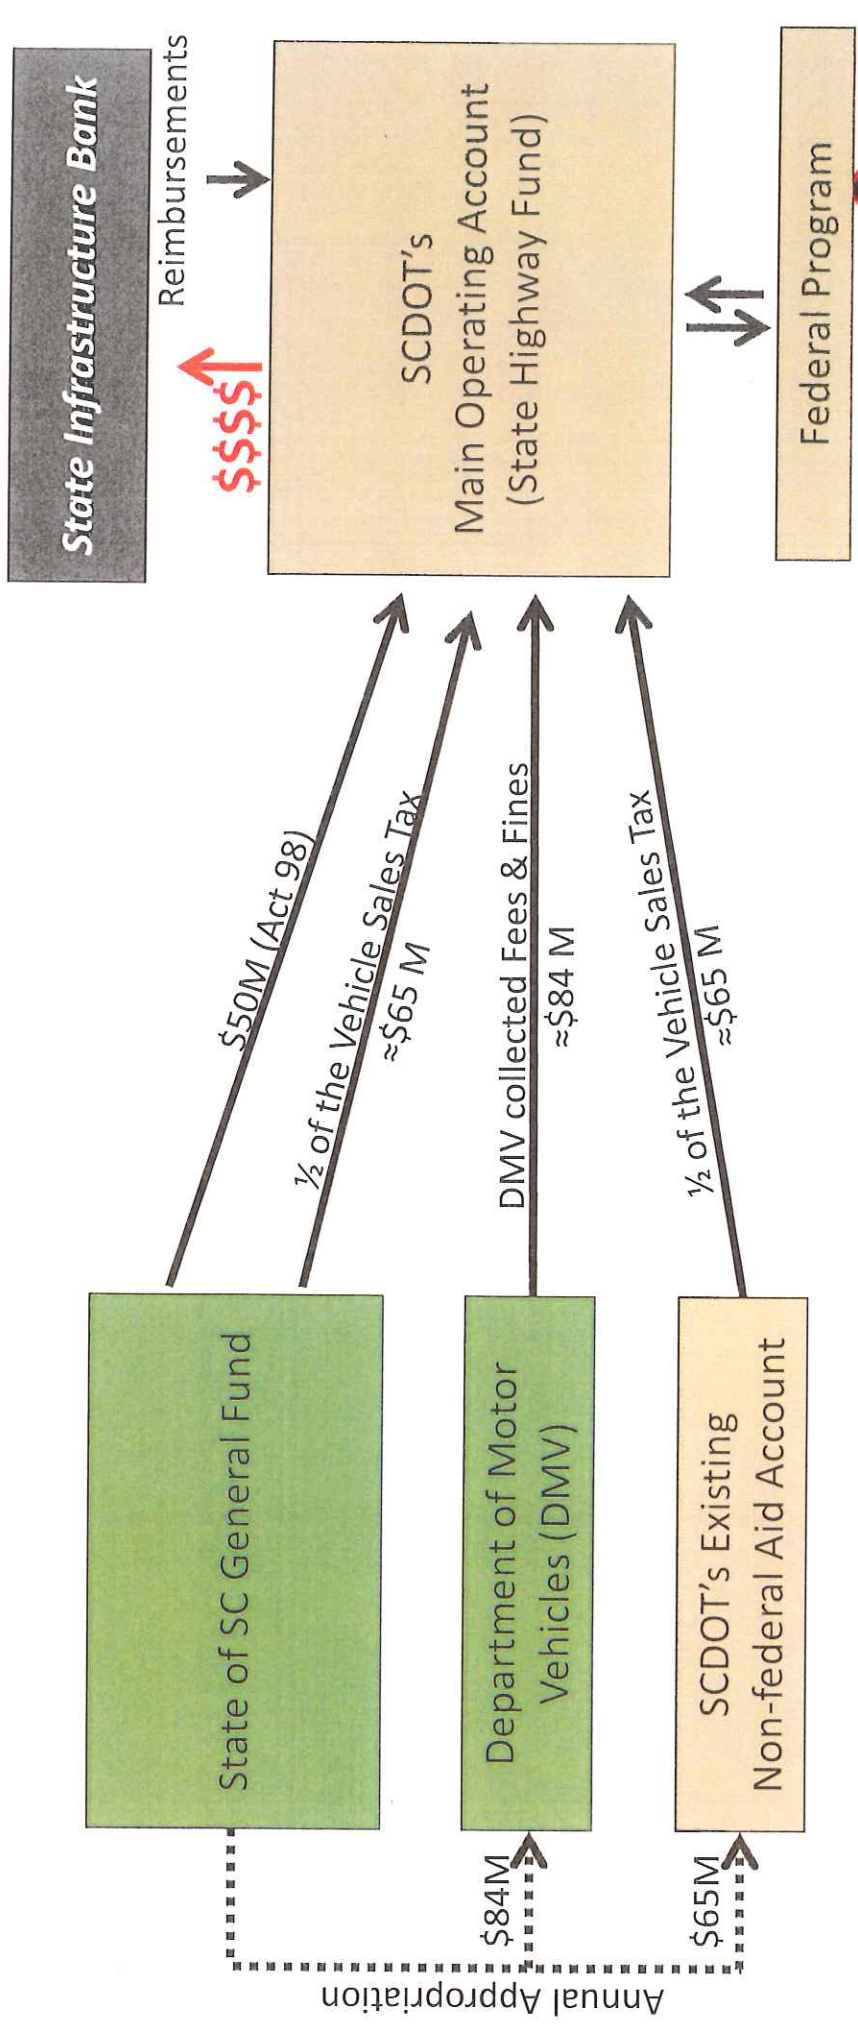 State Infrastructure Bank
Reimbursements
$$$$
SCDOT's
Main Operating Account
(State Highway Fund)
Federal Program
$50M (Act 98)
½ of the Vehicle Sales Tax
≈$65 M
DMV collected Fees & Fines
≈$84 M
½ of the Vehicle Sales Tax
≈$65 M
State of SC General Fund
Department of Motor
Vehicles (DMV)
SCDOT's Existing
Non-federal Aid Account
$84M
$65M
Annual Appropriation